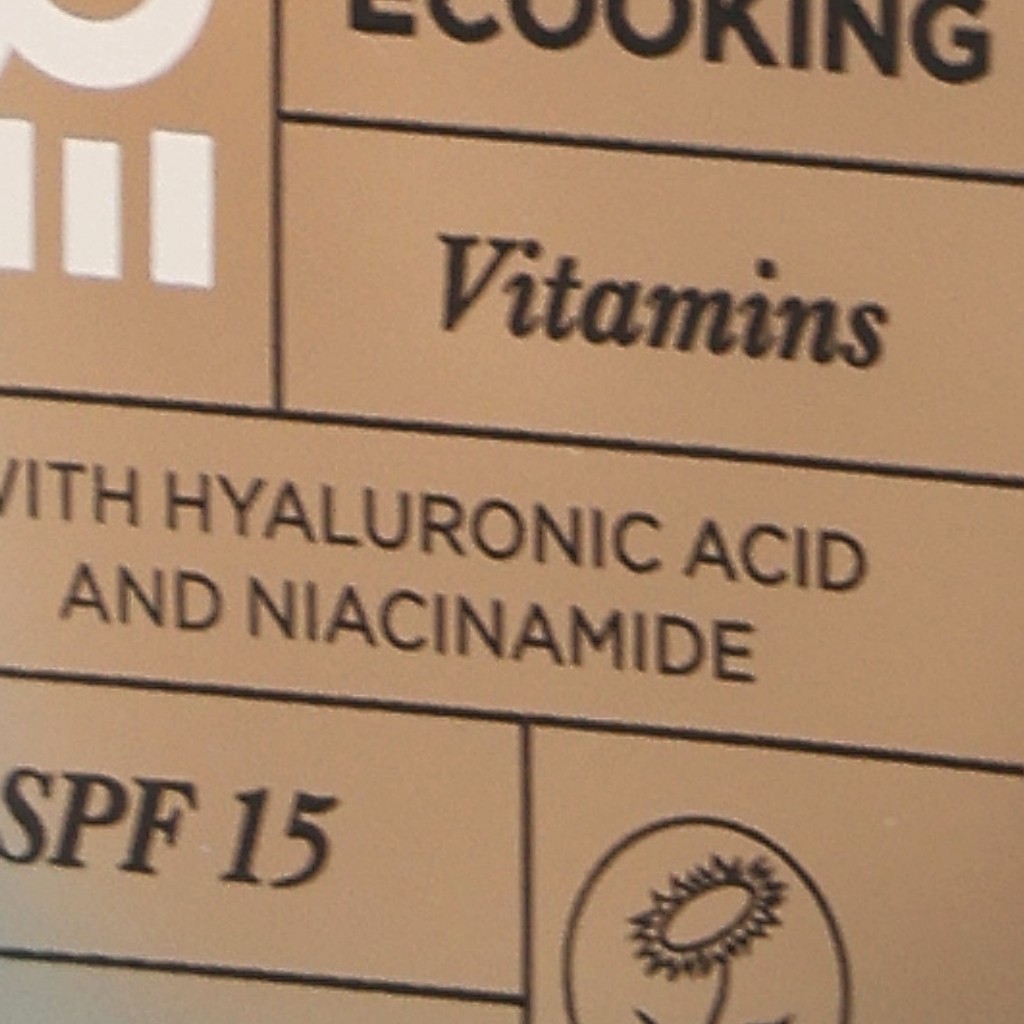 ECOOKING
Vitamins
WITH HYALURONIC ACID
AND NIACINAMIDE
SPF 15